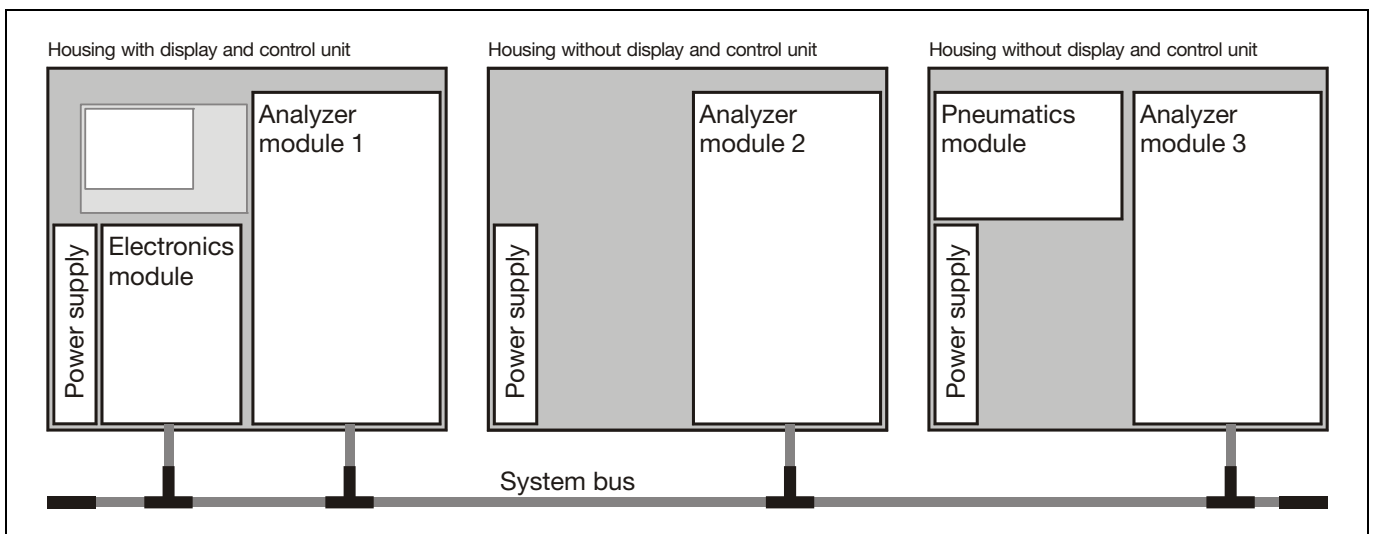 Housing with display and control unit
Analyzer
module 1
Power supply
Electronics
module
Housing without display and control unit
Analyzer
module 2
Power supply
Housing without display and control unit
Pneumatics
module
Analyzer
module 3
Power supply
System bus